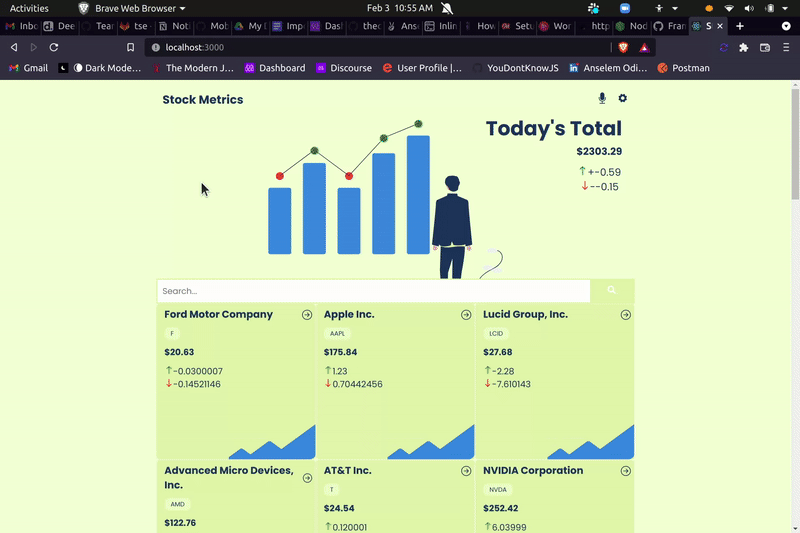 Activities
Brave Web Browser
Feb 3 10:55 AM
Inbo
Dee
Tear
tse
Noti
Mob
My D
Imp
Das
theo
Ans
Inlin
How
Setu
Wor
http
Nod
Fran
S
localhost:3000
Gmail
Dark Mode...
The Modern J...
Dashboard
Discourse
User Profile |...
YouDontKnowJS
Anselem Odi...
Postman
Stock Metrics
Today's Total
$2303.29
+-0.59
--0.15
Search...
Ford Motor Company
F
$20.63
-0.0300007
-0.14521146
Apple Inc.
AAPL
$175.84
1.23
0.70442456
Lucid Group, Inc.
LCID
$27.68
-2.28
-7.610143
Advanced Micro Devices,
Inc.
AMD
$122.76
AT&T Inc.
T
$24.54
0.120001
NVIDIA Corporation
NVDA
$252.42
6.03999